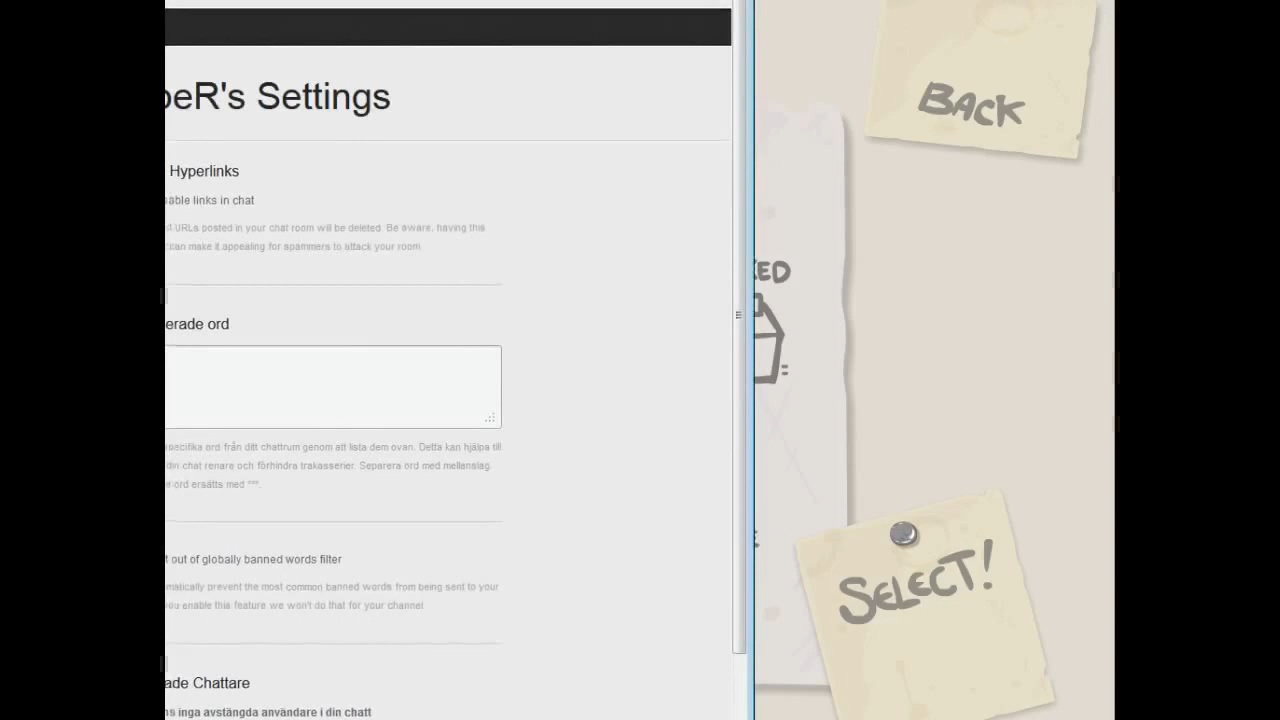 peR's Settings
Hyperlinks
able links in chat
URLs posted in your chat room will be deleted. Be aware, having this
can make it appealing for spammers to attack your room.
erade ord
pecifika ord från ditt chattrum genom att lista dem ovan. Detta kan hjälpa till
din chat renare och förhindra trakasserier. Separera ord med mellanslag
ord ersätts med ***.
out of globally banned words filter
matically prevent the most common banned words from being sent to your
you enable this feature we won't do that for your channel
ade Chattare
inga avstängda användare i din chatt
BACK
KED
SELECT!